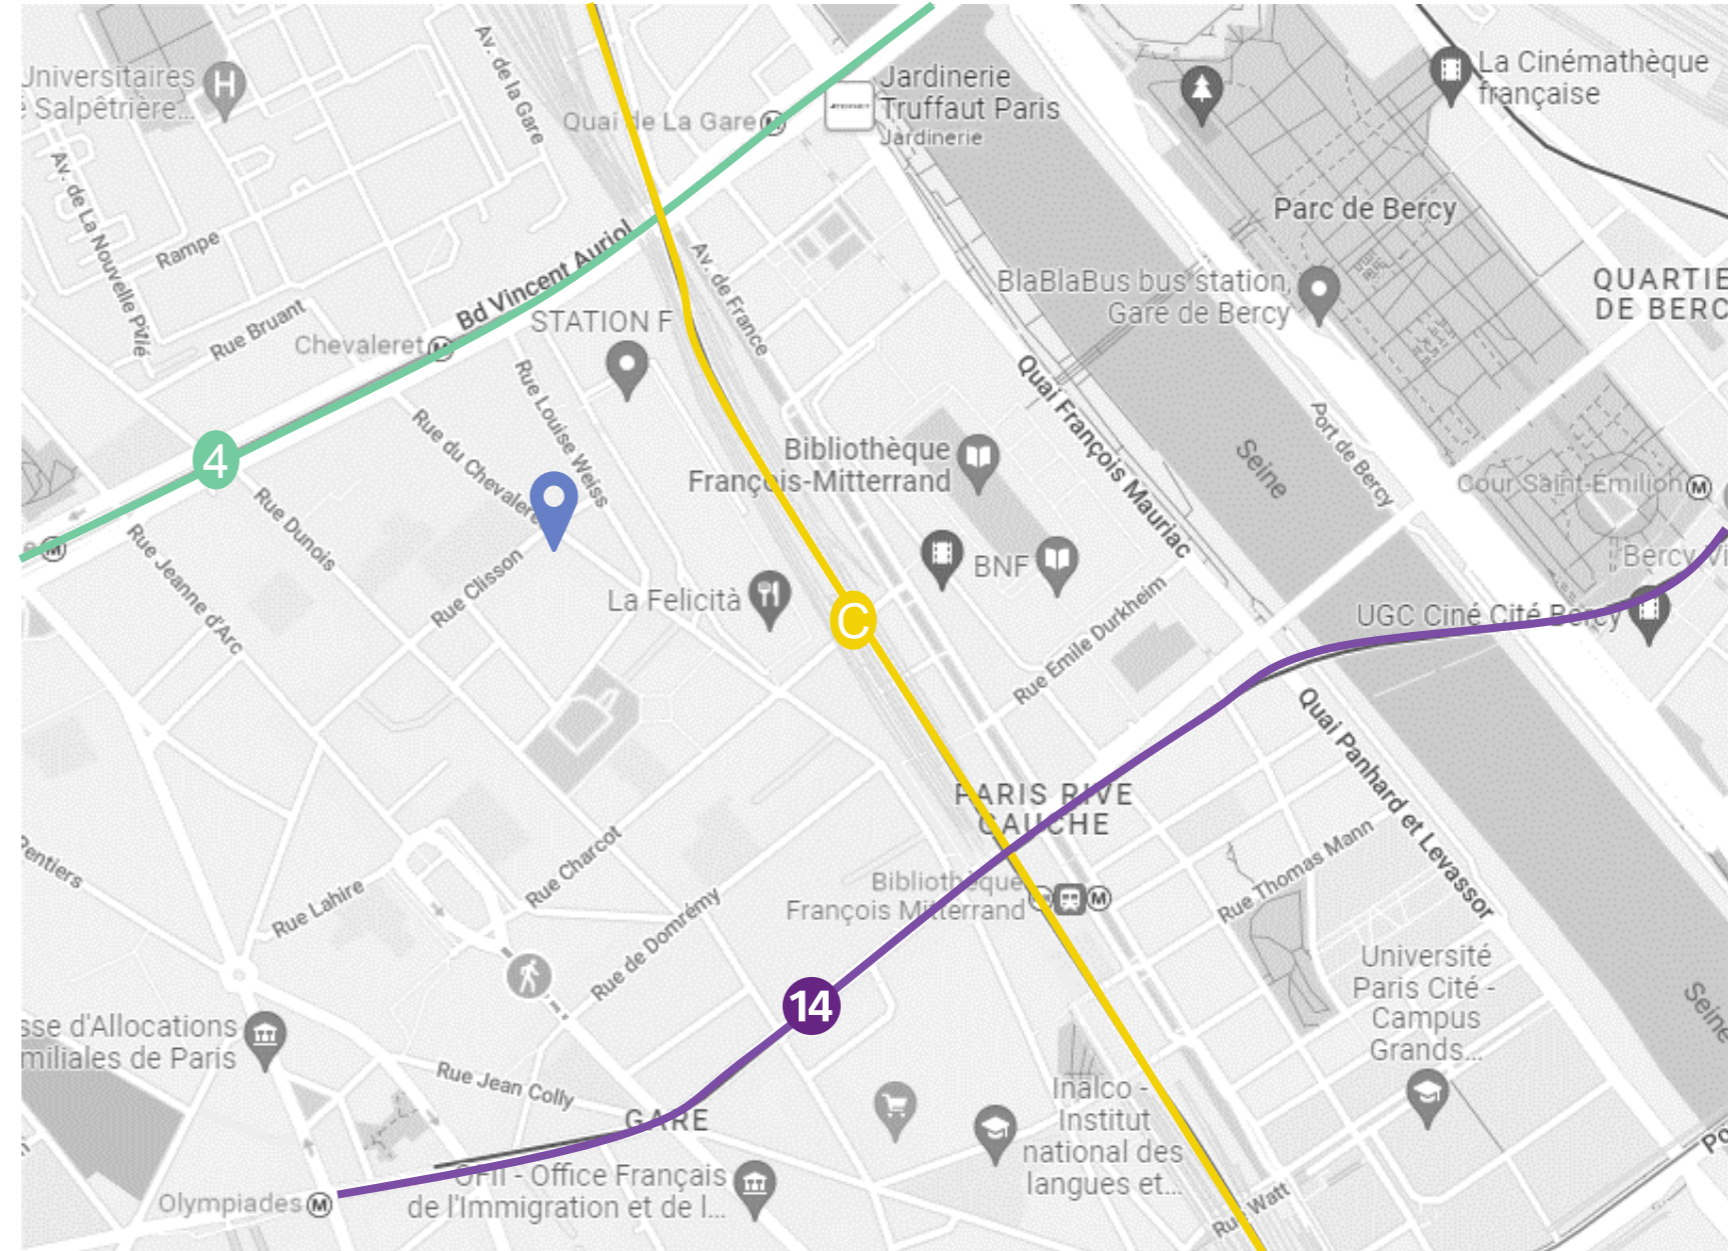 Universitaires
Salpêtrière...
H
Av. de la Gare
Quai de La Gare M
Jardinerie
Truffaut Paris
Jardinerie
La Cinémathèque
française
Av. de La Nouvelle Pitié
Rampe
Rue Bruant
Bd Vincent Auriol
Chevaleret M
STATION F
Av. de France
Parc de Bercy
BlaBlaBus bus station,
Gare de Bercy
QUARTIE
DE BERC
Quai François Mauriac
Port de Bercy
Seine
Rue Louise Weiss
Rue du Chevaleret
Bibliothèque
François-Mitterrand
Cour Saint-Émilion M
4
M
Rue Dunois
Rue Jeanne d'Arc
Rue Clisson
La Felicità
BNF
C
Bercy Vi
UGC Ciné Cité Bercy
Rue Emile Durkheim
Quai Panhard et Levassor
PARIS RIVE
GAUCHE
Rentiers
Rue Lahire
Rue Charcot
Rue de Domrémy
Bibliothèque
François Mitterrand M
Rue Thomas Mann
Université
Paris Cité -
Campus
Grands...
Seine
14
sse d'Allocations
miliales de Paris
Rue Jean Colly
GARE
Inalco -
Institut
national des
langues et...
OFII - Office Français
de l'Immigration et de l...
Olympiades M
Rue Watt